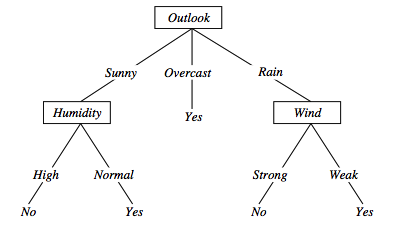 Outlook
Sunny Overcast Rain
Humidity Yes Wind
High Normal Strong Weak
No Yes No Yes